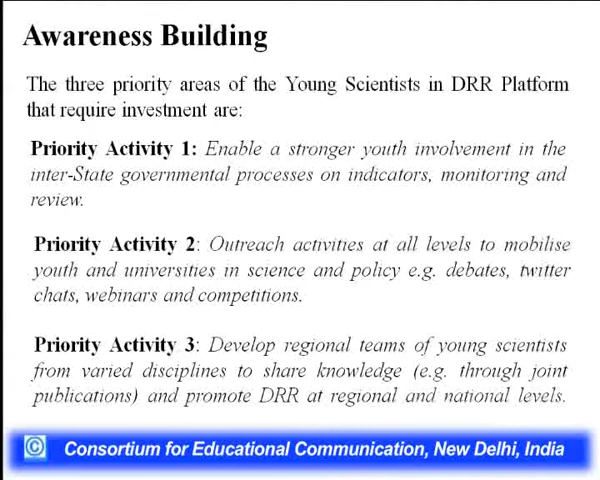 Awareness Building
The three priority areas of the Young Scientists in DRR Platform
that require investment are:
Priority Activity 1: Enable a stronger youth involvement in the
inter-State governmental processes on indicators, monitoring and
review.
Priority Activity 2: Outreach activities at all levels to mobilise
youth and universities in science and policy e.g. debates, twitter
chats, webinars and competitions.
Priority Activity 3: Develop regional teams of young scientists
from varied disciplines to share knowledge (e.g. through joint
publications) and promote DRR at regional and national levels.
© Consortium for Educational Communication, New Delhi, India